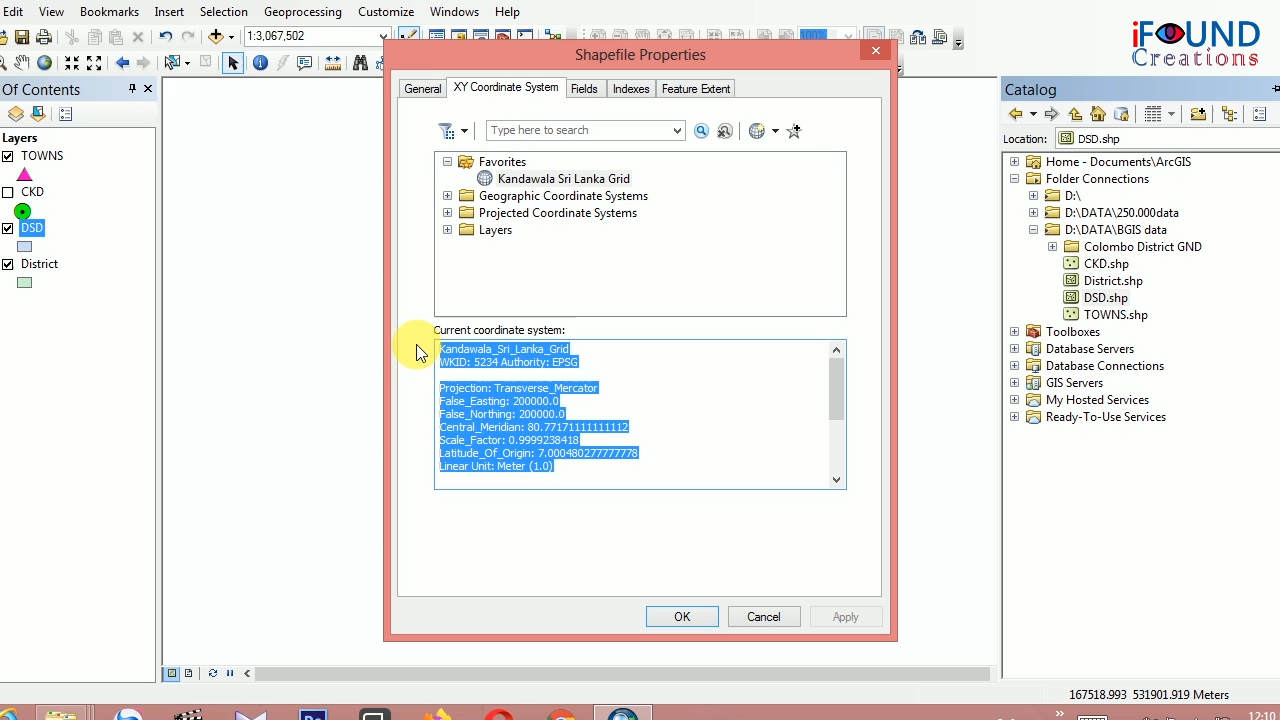 Edit View Bookmarks Insert Selection Geoprocessing Customize Windows Help
1:3,067,502
100%
iFOUND
Creations
Shapefile Properties
Of Contents
Layers
TOWNS
CKD
DSD
District
General XY Coordinate System Fields Indexes Feature Extent
Type here to search
Favorites
Kandawala Sri Lanka Grid
Geographic Coordinate Systems
Projected Coordinate Systems
Layers
Current coordinate system:
Kandawala_Sri_Lanka_Grid
WKID: 5234 Authority: EPSG
Projection: Transverse_Mercator
False_Easting: 200000.0
False_Northing: 200000.0
Central_Meridian: 80.77171111111112
Scale_Factor: 0.9999238418
Latitude_Of_Origin: 7.000480277777778
Linear Unit: Meter (1.0)
OK Cancel Apply
Catalog
Location: DSD.shp
Home - Documents\ArcGIS
Folder Connections
D:\
D:\DATA\250.000data
D:\DATA\BGIS data
Colombo District GND
CKD.shp
District.shp
DSD.shp
TOWNS.shp
Toolboxes
Database Servers
Database Connections
GIS Servers
My Hosted Services
Ready-To-Use Services
167518.993 531901.919 Meters
12:10